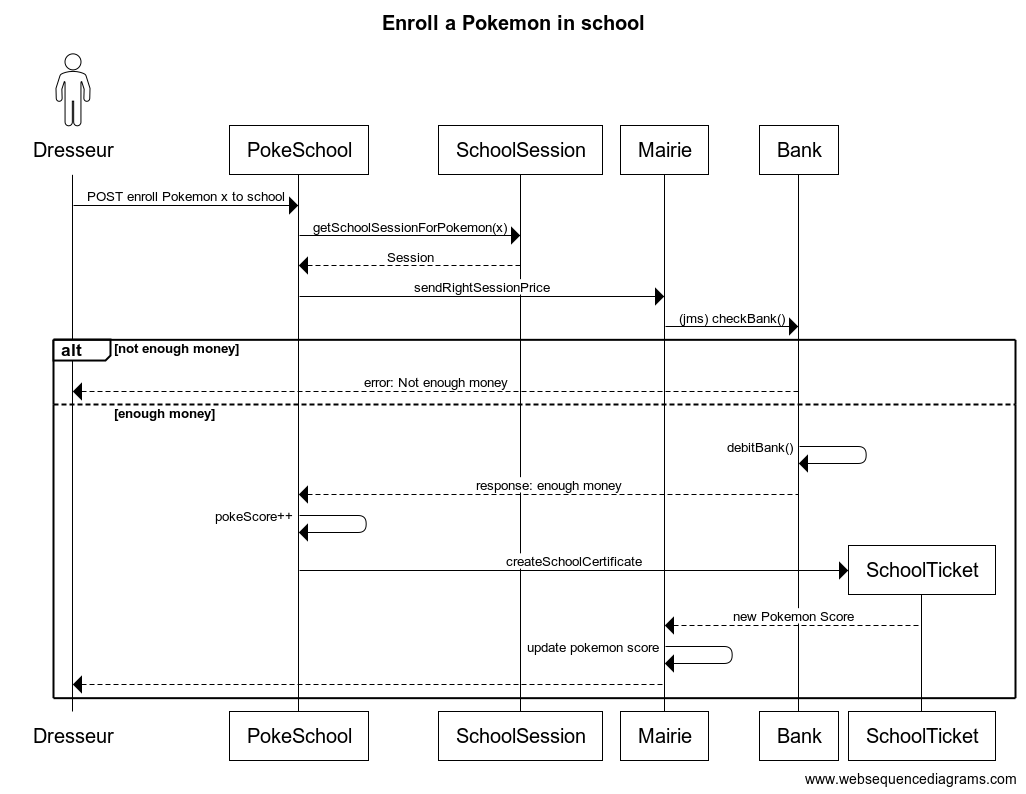 Enroll a Pokemon in school
Dresseur
PokeSchool
SchoolSession
Mairie
Bank
POST enroll Pokemon x to school
getSchoolSessionForPokemon(x)
Session
sendRightSessionPrice
(jms) checkBank()
alt
[not enough money]
error: Not enough money
[enough money]
debitBank()
response: enough money
pokeScore++
createSchoolCertificate
SchoolTicket
new Pokemon Score
update pokemon score
Dresseur
PokeSchool
SchoolSession
Mairie
Bank
SchoolTicket
www.websequencediagrams.com